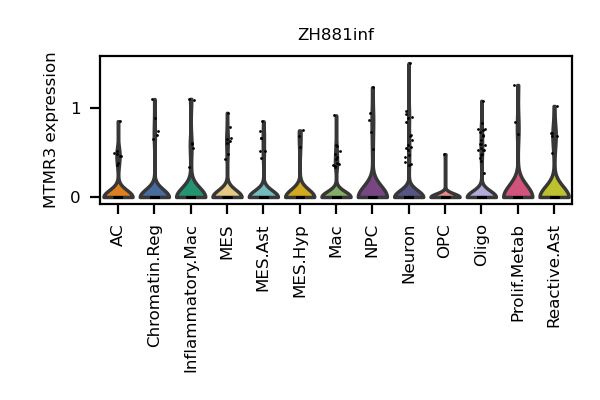 ZH881inf
MTMR3 expression
1
0
AC
Chromatin.Reg
Inflammatory.Mac
MES
MES.Ast
MES.Hyp
Mac
NPC
Neuron
OPC
Oligo
Prolif.Metab
Reactive.Ast